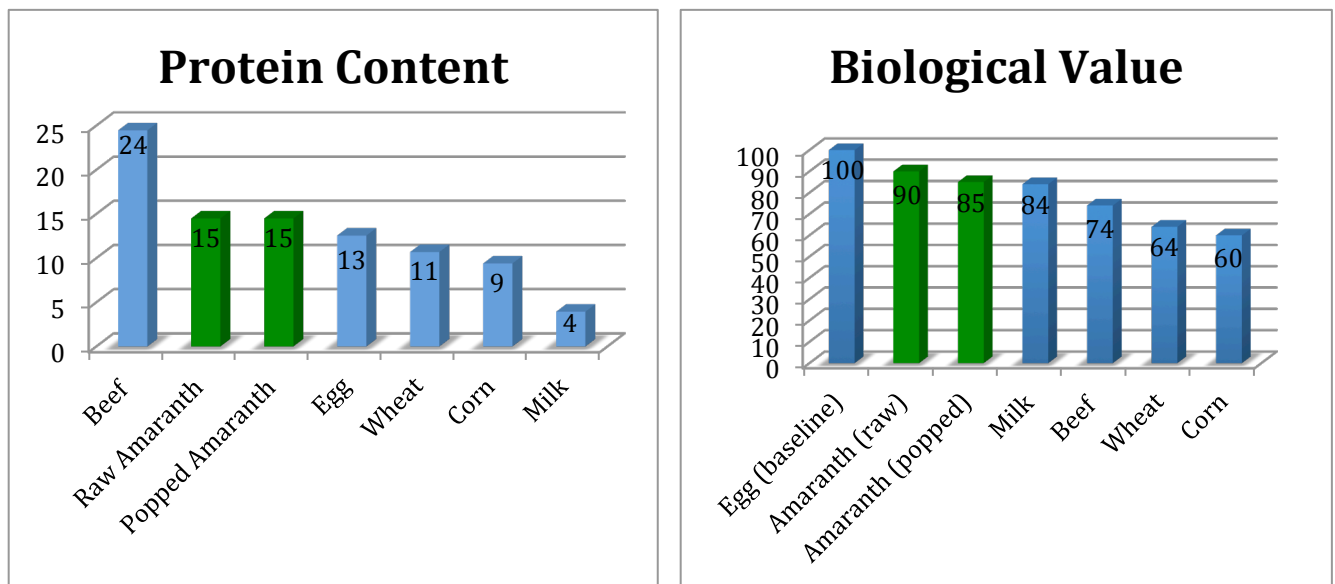 Protein Content
25
20
15
10
5
0
24
15
15
13
11
9
4
Beef
Raw Amaranth
Popped Amaranth
Egg
Wheat
Corn
Milk
Biological Value
100
90
80
70
60
50
40
30
20
10
0
100
90
85
84
74
64
60
Egg (baseline)
Amaranth (raw)
Amaranth (popped)
Milk
Beef
Wheat
Corn